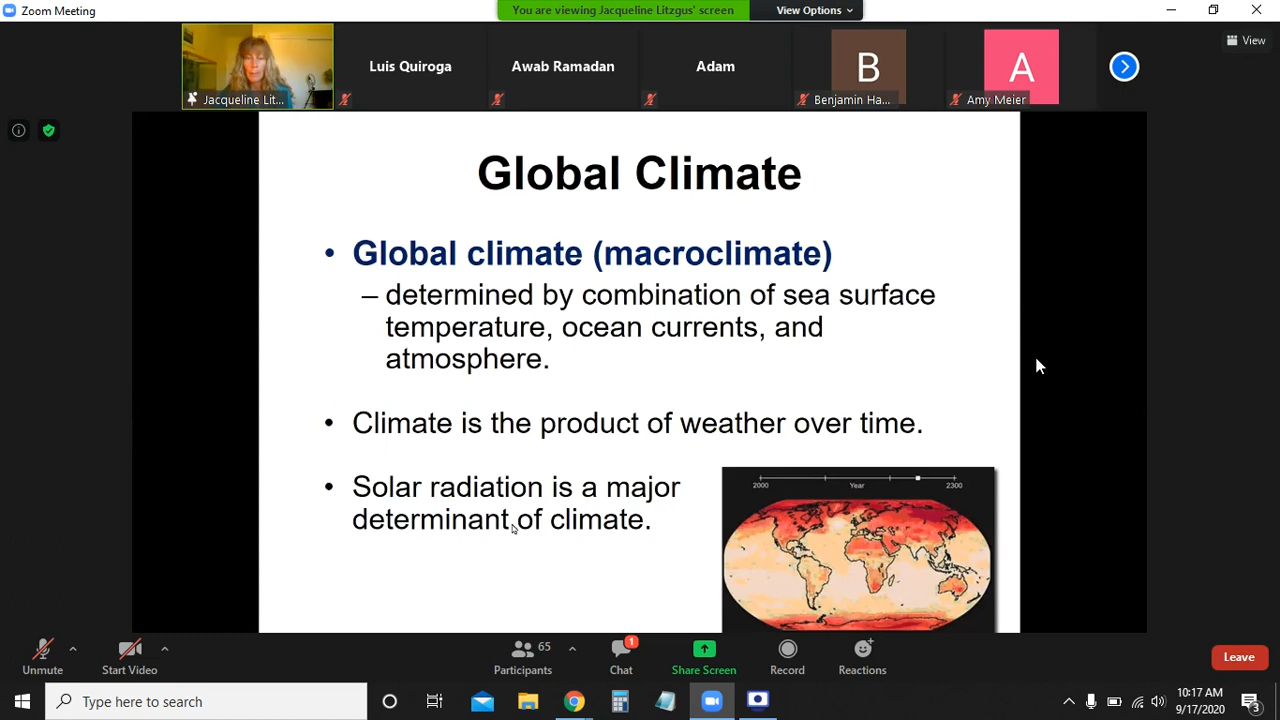 Zoom Meeting
You are viewing Jacqueline Litzgus' screen
View Options
Luis Quiroga
Awab Ramadan
Adam
B
A
View
Jacqueline Lit...
Benjamin Ha...
Amy Meier
Global Climate
• Global climate (macroclimate)
– determined by combination of sea surface
temperature, ocean currents, and
atmosphere.
• Climate is the product of weather over time.
• Solar radiation is a major
determinant of climate.
2000 Year 2300
65
1
Unmute
Start Video
Participants
Chat
Share Screen
Record
Reactions
Leave
Type here to search
10:17 AM
9/17/2020
3